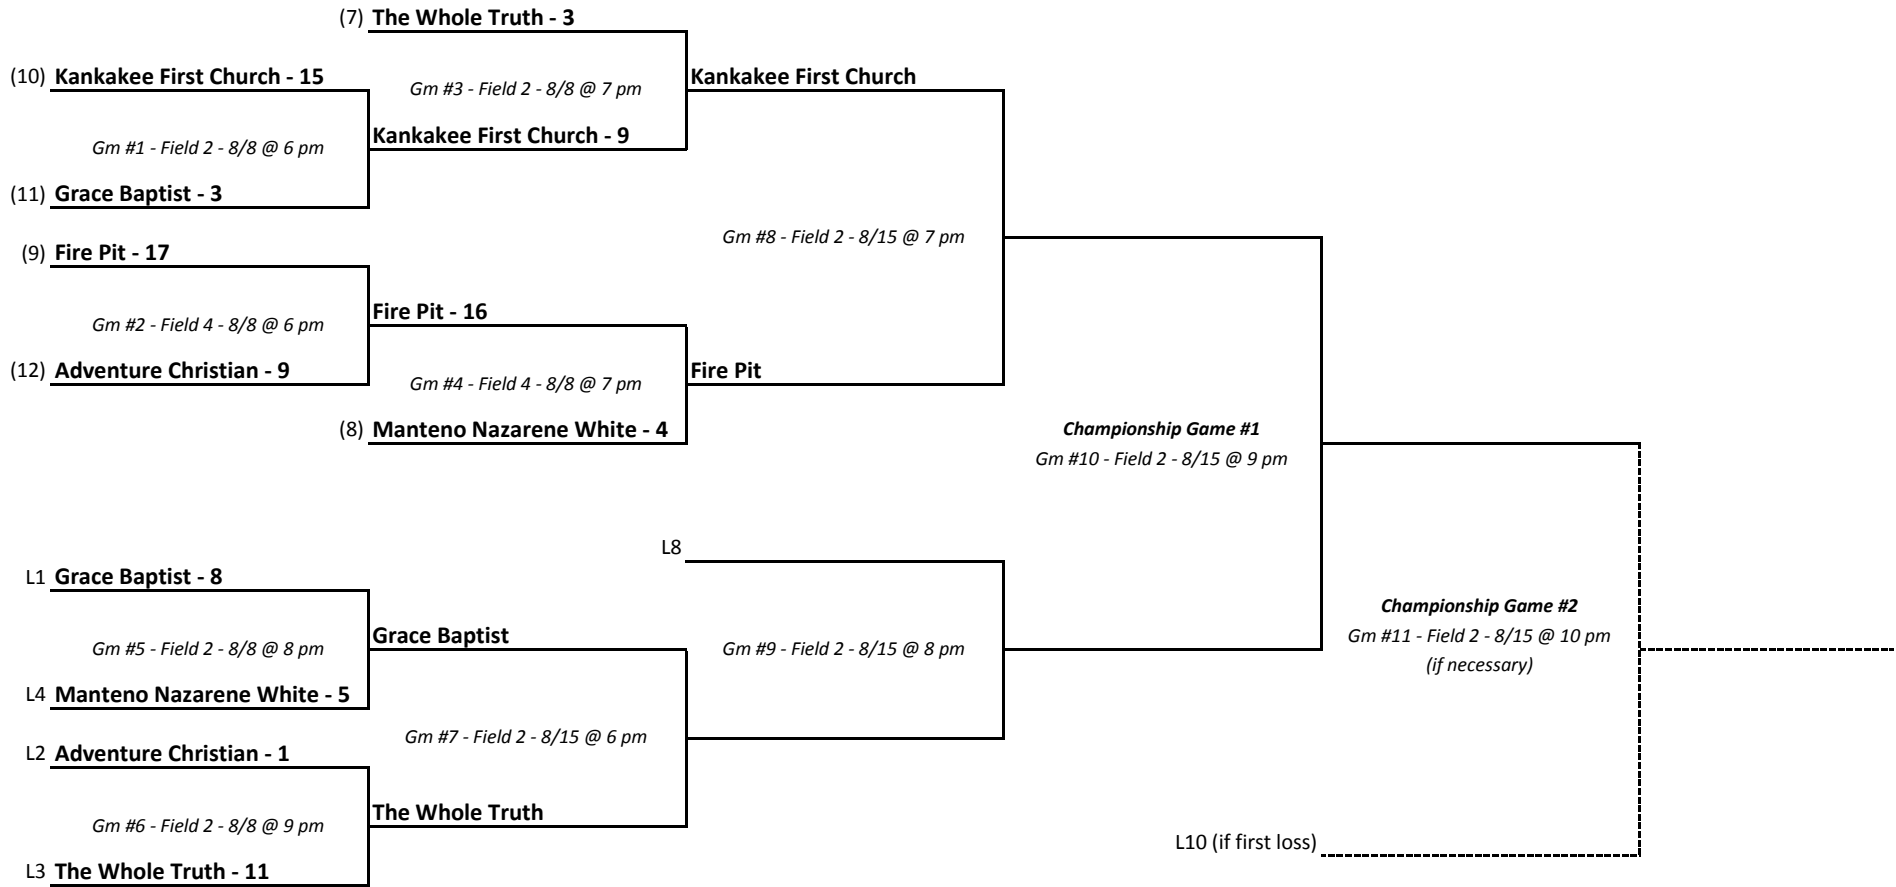 (7) The Whole Truth - 3
(10) Kankakee First Church - 15
Kankakee First Church
Gm #3 - Field 2 - 8/8 @ 7 pm
Kankakee First Church - 9
Gm #1 - Field 2 - 8/8 @ 6 pm
(11) Grace Baptist - 3
Gm #8 - Field 2 - 8/15 @ 7 pm
(9) Fire Pit - 17
Fire Pit - 16
Gm #2 - Field 4 - 8/8 @ 6 pm
(12) Adventure Christian - 9
Fire Pit
Gm #4 - Field 4 - 8/8 @ 7 pm
(8) Manteno Nazarene White - 4
Championship Game #1
Gm #10 - Field 2 - 8/15 @ 9 pm
L8
L1 Grace Baptist - 8
Championship Game #2
Gm #11 - Field 2 - 8/15 @ 10 pm
(if necessary)
Grace Baptist
Gm #5 - Field 2 - 8/8 @ 8 pm
Gm #9 - Field 2 - 8/15 @ 8 pm
L4 Manteno Nazarene White - 5
Gm #7 - Field 2 - 8/15 @ 6 pm
L2 Adventure Christian - 1
The Whole Truth
Gm #6 - Field 2 - 8/8 @ 9 pm
L10 (if first loss)
L3 The Whole Truth - 11